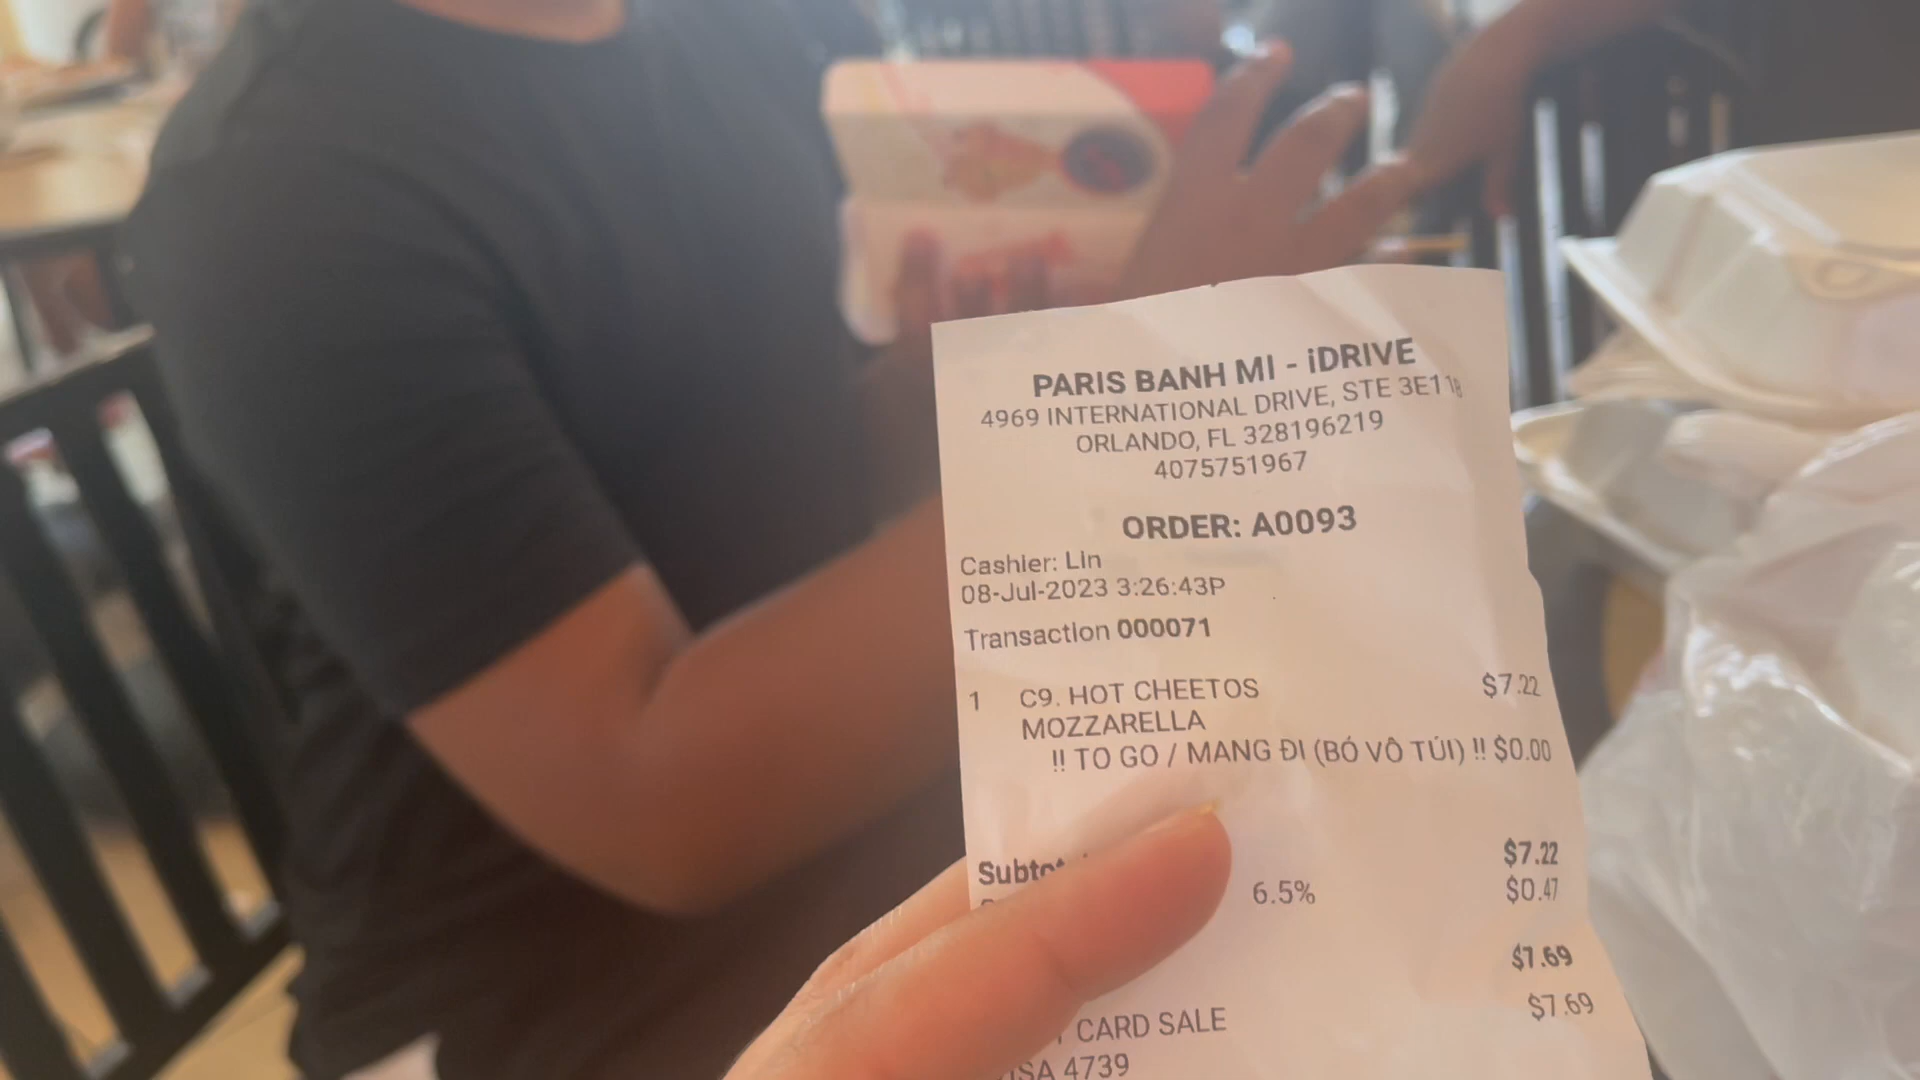 PARIS BANH MI - iDRIVE
4969 INTERNATIONAL DRIVE, STE 3E11B
ORLANDO, FL 328196219
4075751967
ORDER: A0093
Cashier: Lin
08-Jul-2023 3:26:43P
Transaction 000071
1 C9. HOT CHEETOS $7.22
MOZZARELLA
!! TO GO / MANG ĐI (BÓ VÔ TÚI) !! $0.00
$7.22
6.5% $0.47
$7.69
CARD SALE $7.69
4739